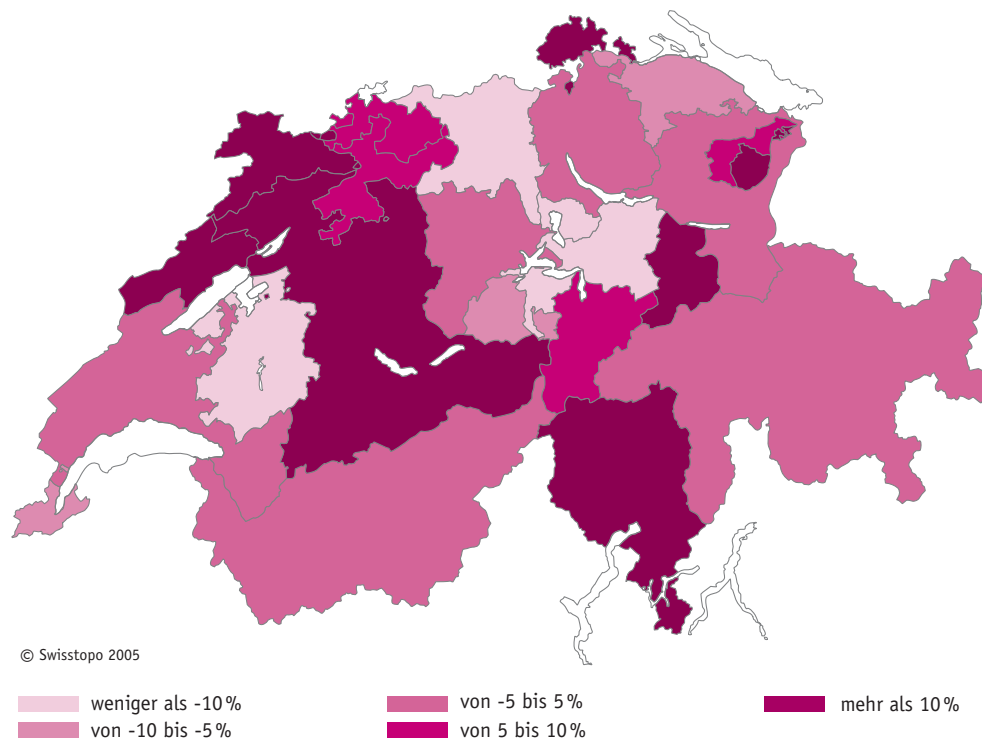 © Swisstopo 2005
weniger als -10%
von -10 bis -5%
von -5 bis 5%
von 5 bis 10%
mehr als 10%